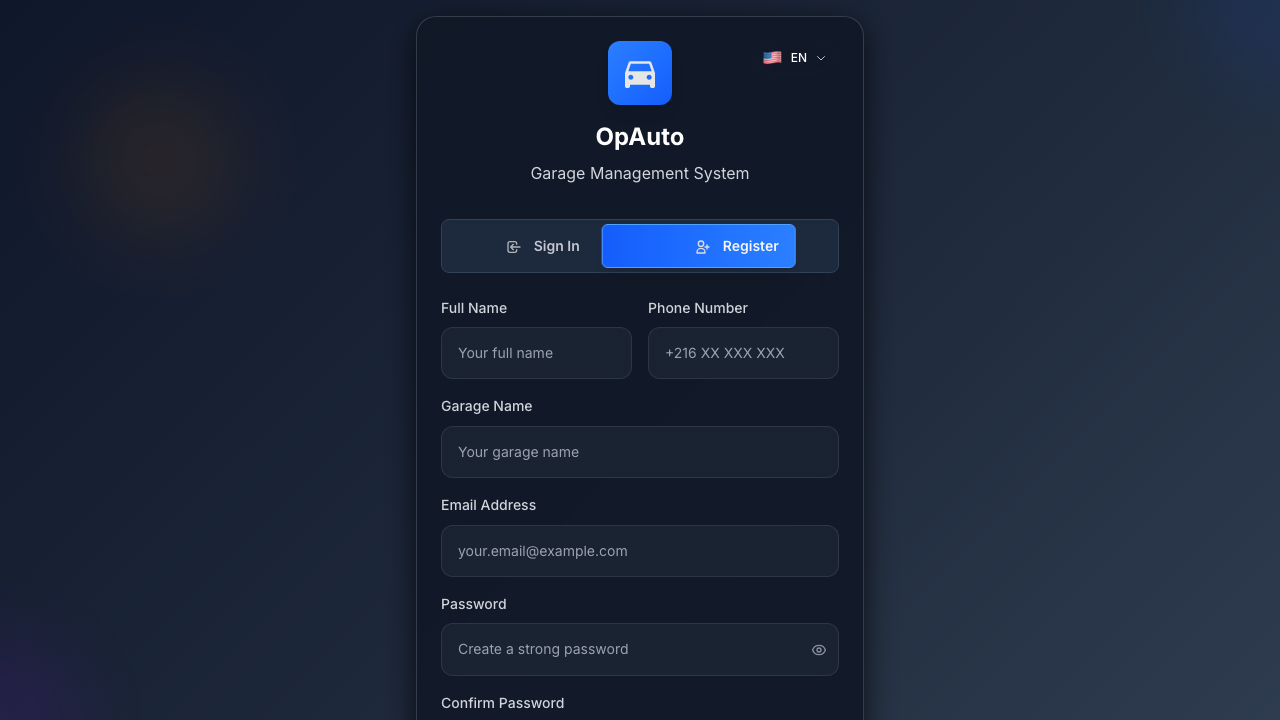 EN
OpAuto
Garage Management System
Sign In
Register
Full Name
Phone Number
Your full name
+216 XX XXX XXX
Garage Name
Your garage name
Email Address
your.email@example.com
Password
Create a strong password
Confirm Password